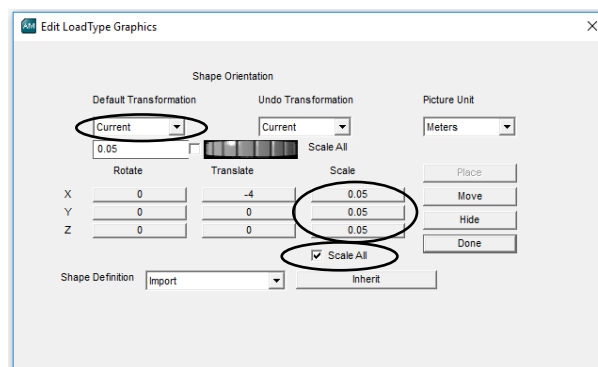 AM Edit LoadType Graphics
Shape Orientation
Default Transformation Undo Transformation Picture Unit
Current Current Meters
0.05 Scale All
Rotate Translate Scale Place
X 0 -4 0.05 Move
Y 0 0 0.05 Hide
Z 0 0 0.05 Done
Scale All
Shape Definition Import Inherit